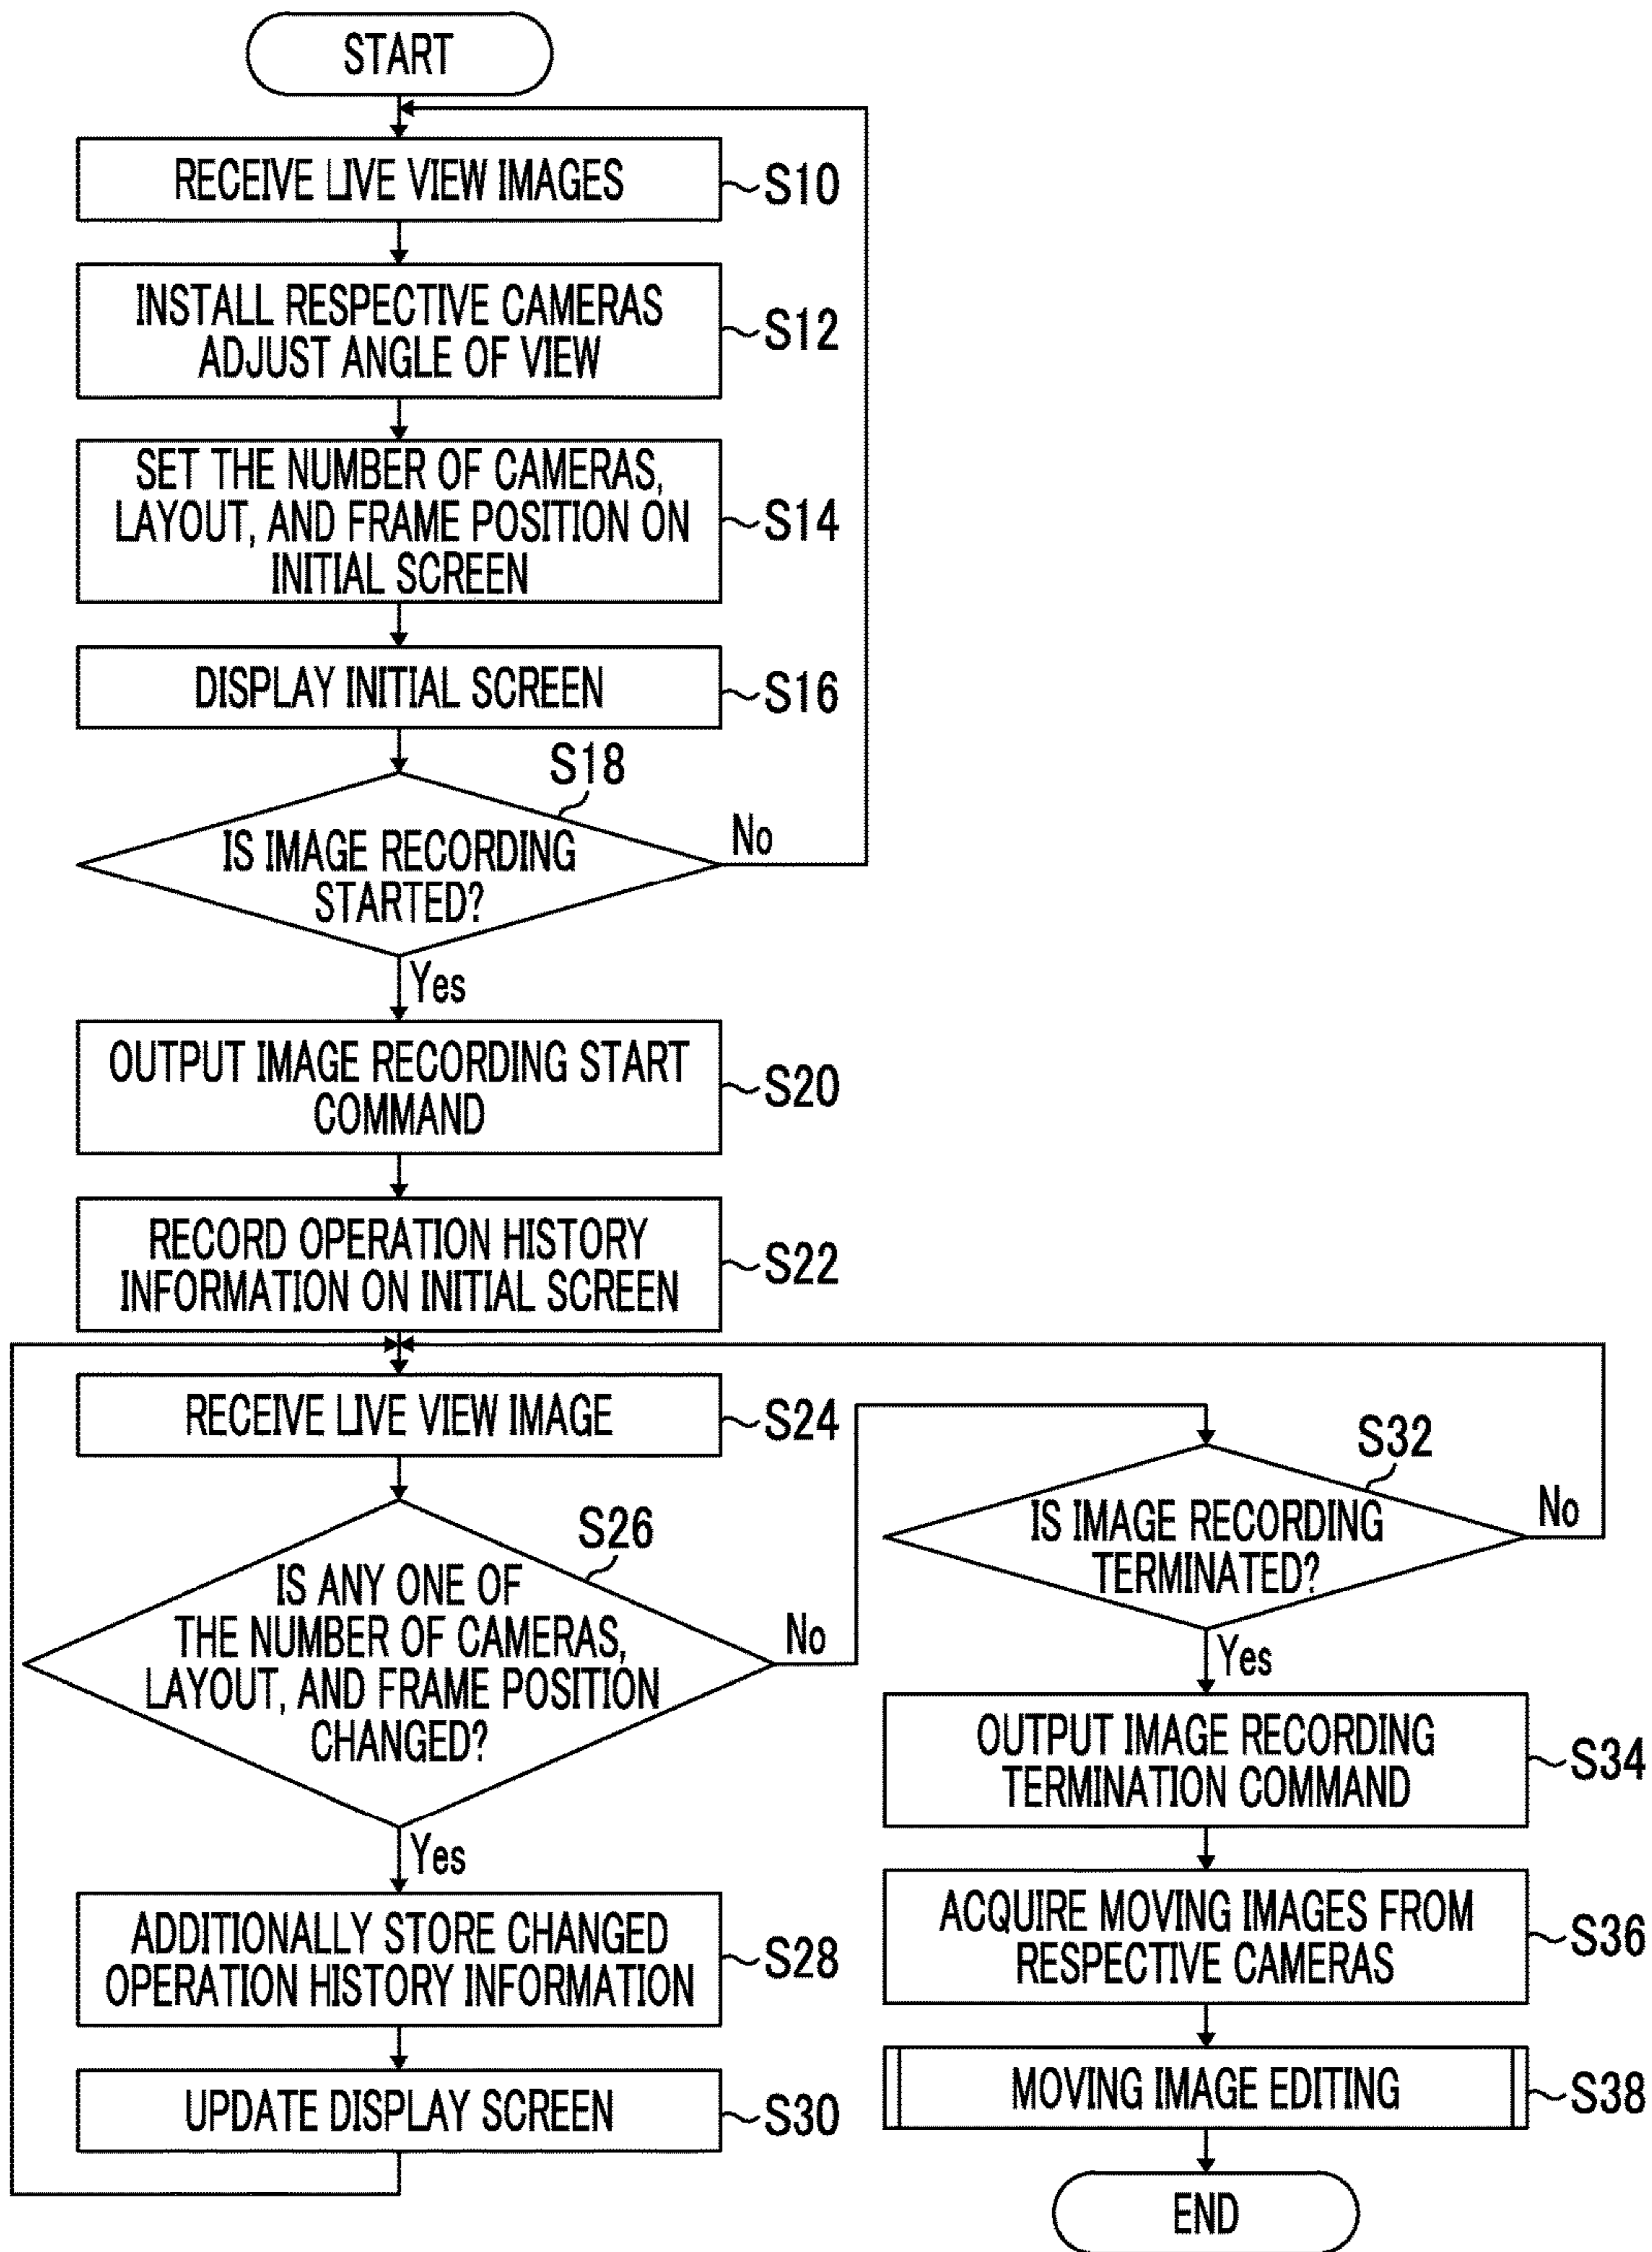 START
RECEIVE LIVE VIEW IMAGES
S10
INSTALL RESPECTIVE CAMERAS
ADJUST ANGLE OF VIEW
S12
SET THE NUMBER OF CAMERAS,
LAYOUT, AND FRAME POSITION ON
INITIAL SCREEN
S14
DISPLAY INITIAL SCREEN
S16
S18
IS IMAGE RECORDING
STARTED?
No
Yes
OUTPUT IMAGE RECORDING START
COMMAND
S20
RECORD OPERATION HISTORY
INFORMATION ON INITIAL SCREEN
S22
RECEIVE LIVE VIEW IMAGE
S24
S26
IS ANY ONE OF
THE NUMBER OF CAMERAS,
LAYOUT, AND FRAME POSITION
CHANGED?
No
Yes
ADDITIONALLY STORE CHANGED
OPERATION HISTORY INFORMATION
S28
UPDATE DISPLAY SCREEN
S30
S32
IS IMAGE RECORDING
TERMINATED?
No
Yes
OUTPUT IMAGE RECORDING
TERMINATION COMMAND
S34
ACQUIRE MOVING IMAGES FROM
RESPECTIVE CAMERAS
S36
MOVING IMAGE EDITING
S38
END